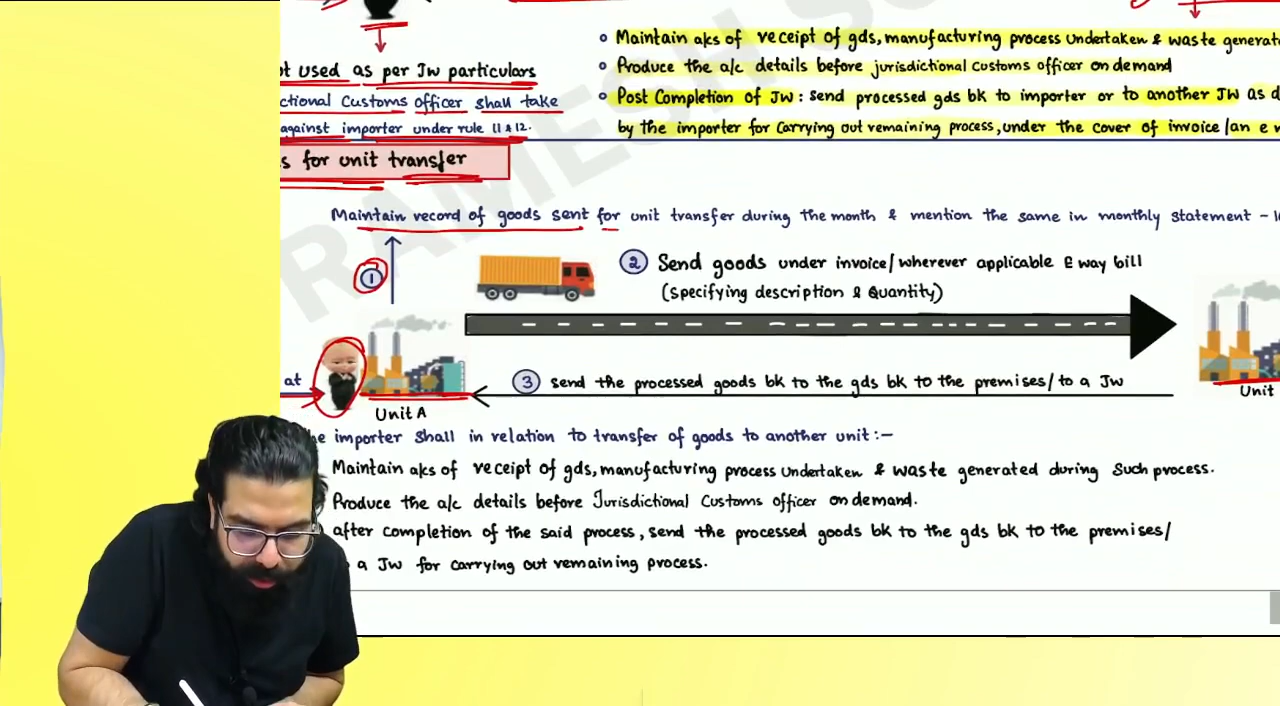 Maintain a/cs of receipt of gds, manufacturing process undertaken & waste
Produce the a/c details before jurisdictional Customs officer on demand
used as per JW particulars
Customs officer shall take
Post Completion of JW: send processed gds bk to importer or to another JW as
against importer under rule 11 & 12.
by the importer for carrying out remaining process, under the cover of invoice/an e
for unit transfer
RAMESH
Maintain record of goods sent for unit transfer during the month & mention the same in monthly statement -
1
2 Send goods under invoice/wherever applicable E way bill
(specifying description & Quantity)
at
3 send the processed goods bk to the gds bk to the premises/to a JW
Unit A
Unit
importer shall in relation to transfer of goods to another unit:-
Maintain a/cs of receipt of gds, manufacturing process undertaken & waste generated during such process.
Produce the a/c details before Jurisdictional Customs officer on demand.
after completion of the said process, send the processed goods bk to the gds bk to the premises/
a JW for carrying out remaining process.